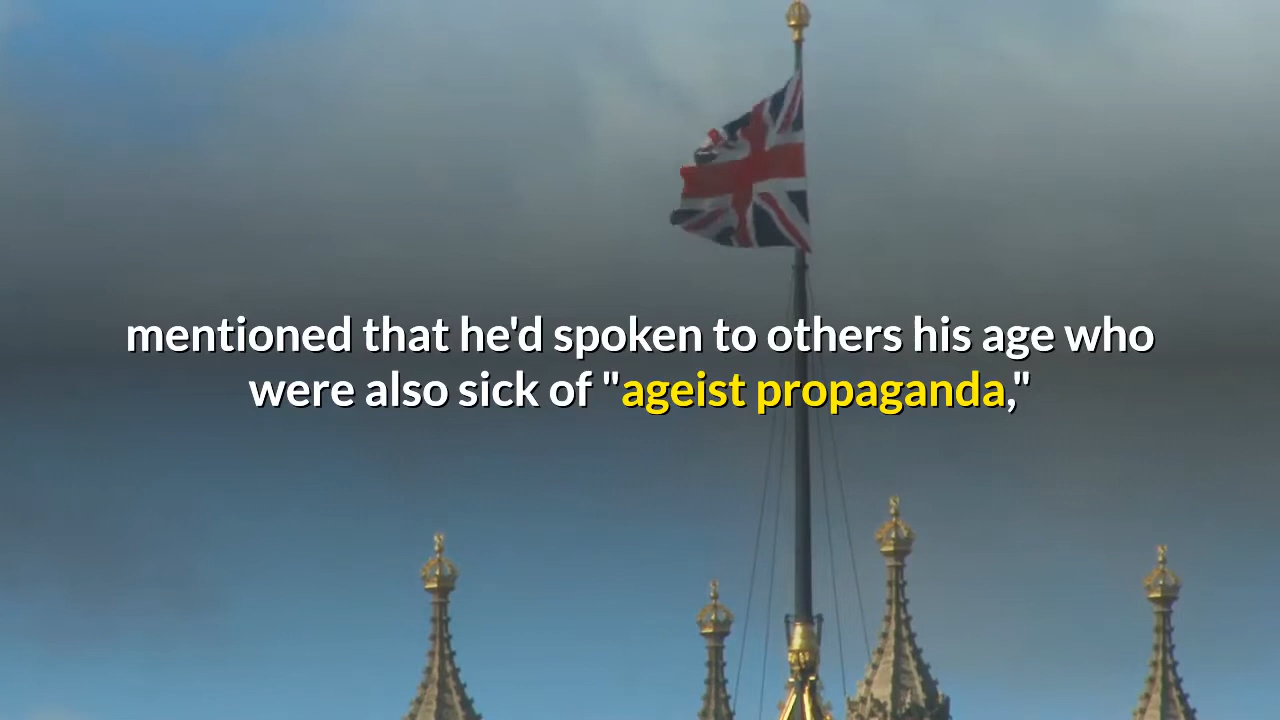 mentioned that he'd spoken to others his age who
were also sick of "ageist propaganda,"